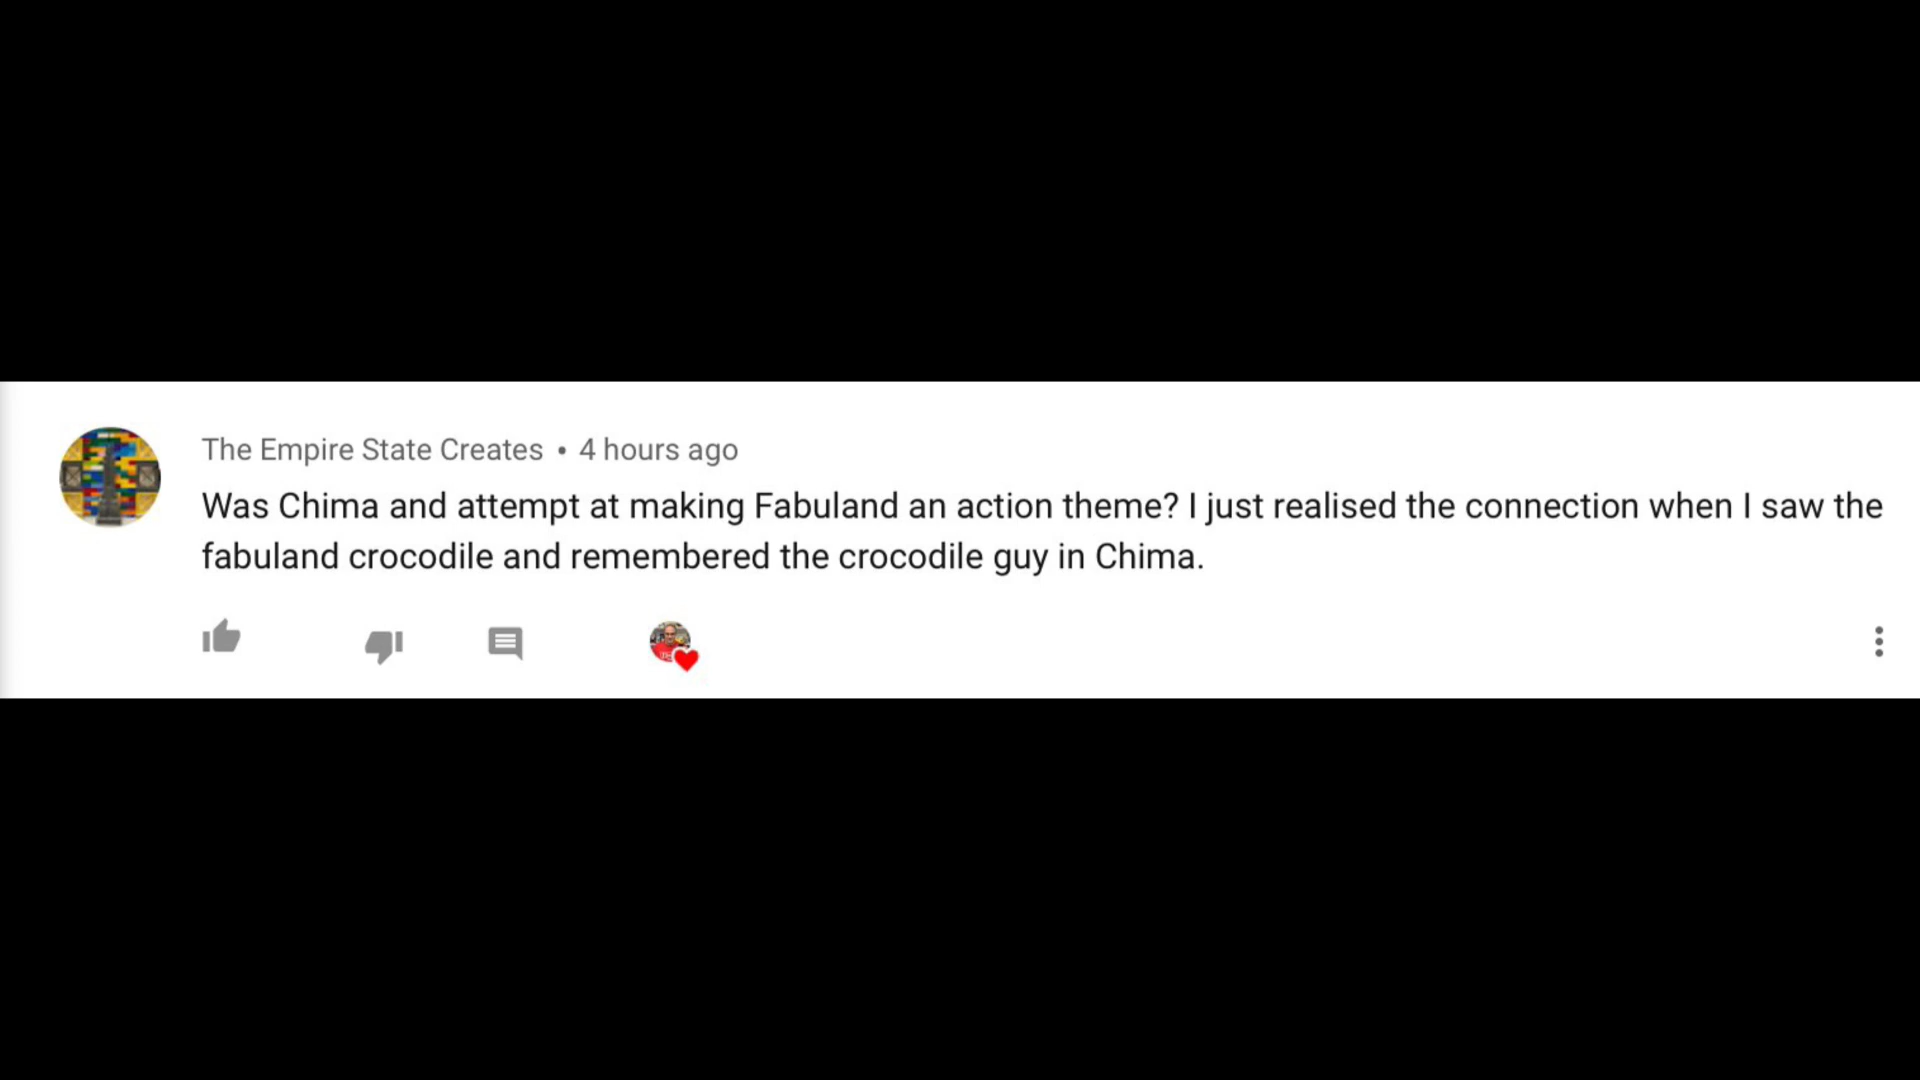 The Empire State Creates • 4 hours ago
Was Chima and attempt at making Fabuland an action theme? I just realised the connection when I saw the
fabuland crocodile and remembered the crocodile guy in Chima.